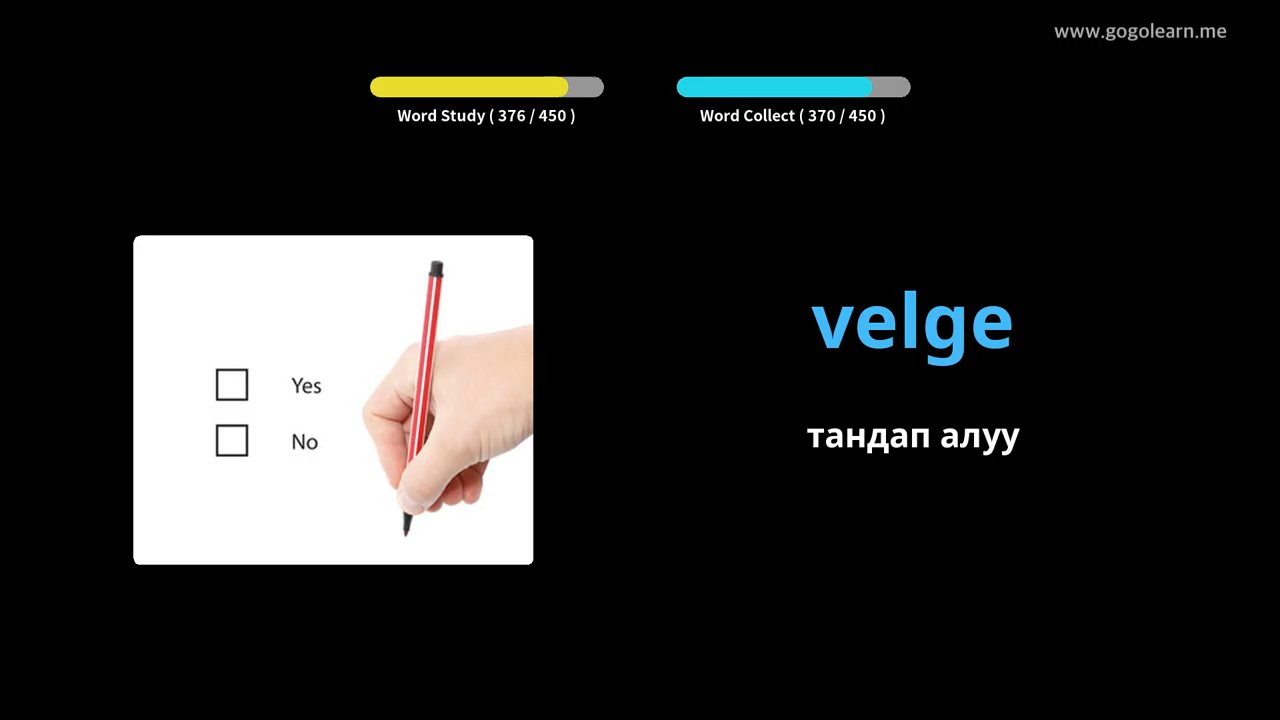 www.gogolearn.me
Word Study ( 376 / 450 )
Word Collect ( 370 / 450 )
Yes
No
velge
тандап алуу